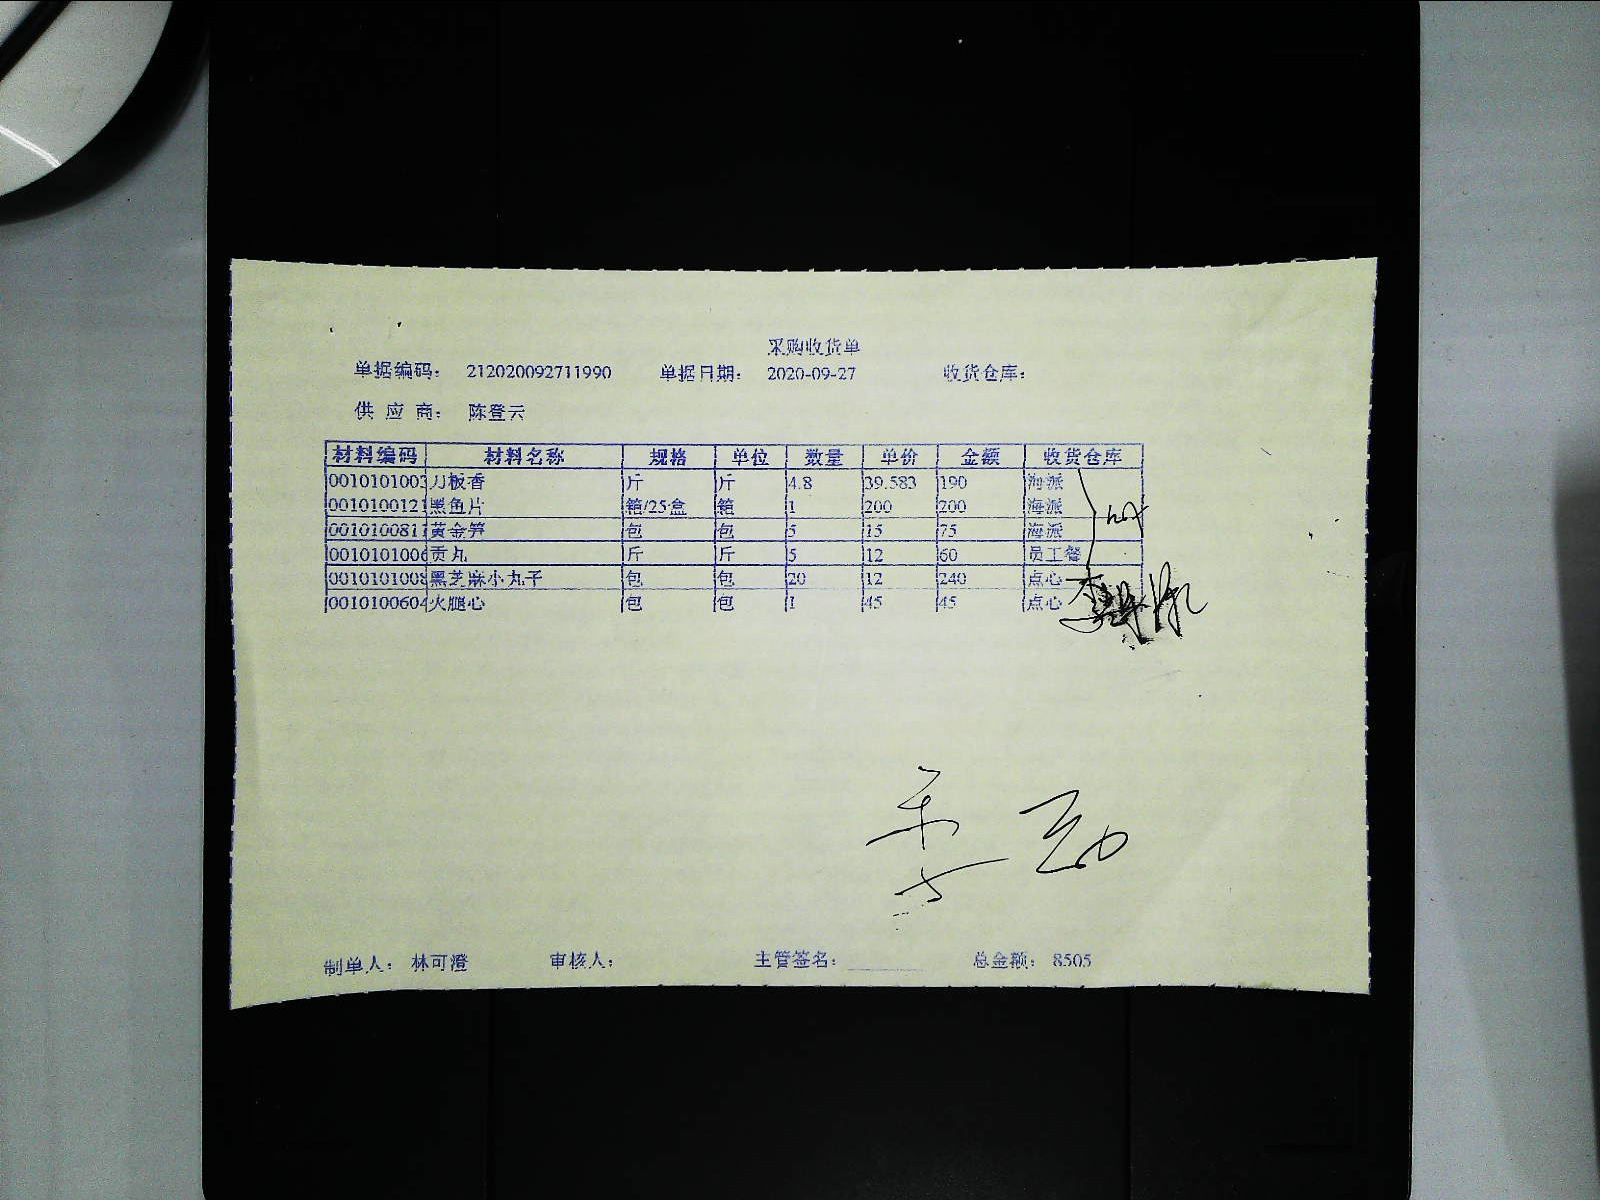 采购收货单
单据编码： 212020092711990 单据日期： 2020-09-27 收货仓库：
供 应 商： 陈登云
材料编码 材料名称 规格 单位 数量 单价 金额 收货仓库
0010101003 刀板香 斤 斤 4.8 39.583 190 海派
0010100121 黑鱼片 箱/25盒 箱 1 200 200 海派
0010100811 黄金笋 包 包 5 15 75 海派
0010101006 贡丸 斤 斤 5 12 60 员工餐
0010101008 黑芝麻小丸子 包 包 20 12 240 点心
0010100604 火腿心 包 包 1 45 45 点心
制单人： 林可澄 审核人： 主管签名： 总金额： 8505